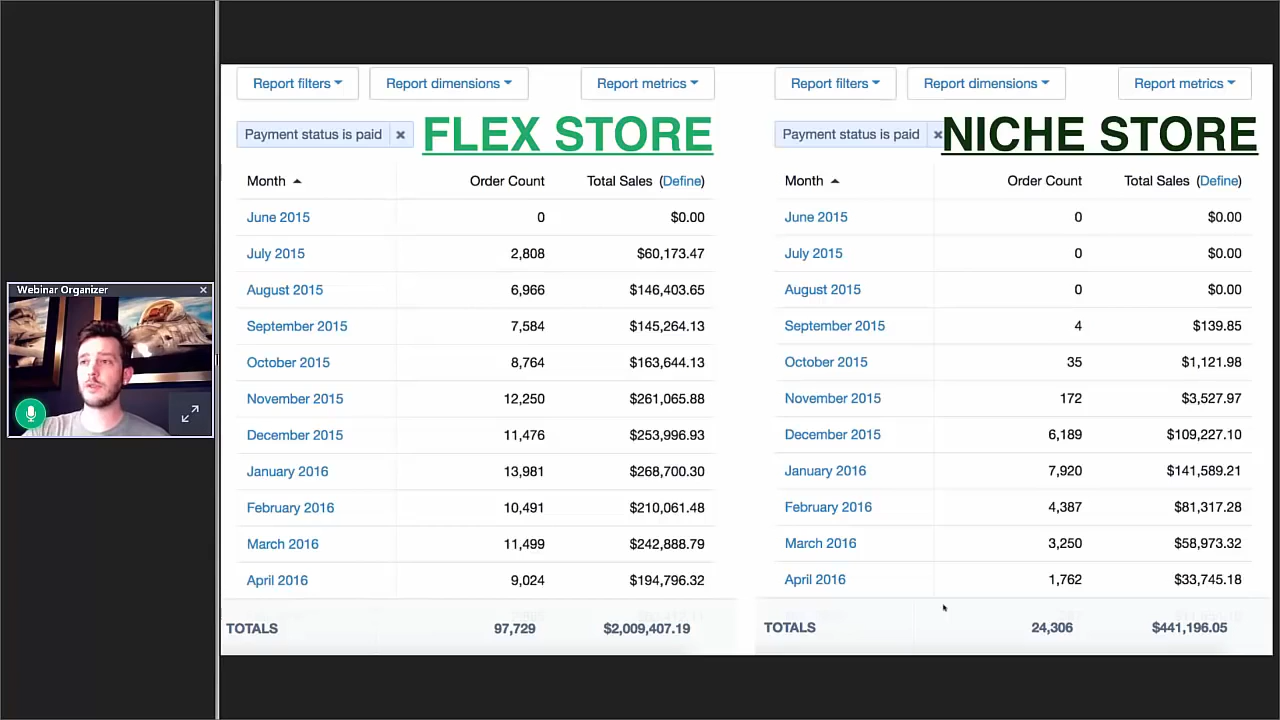 Webinar Organizer
Report filters Report dimensions Report metrics
Payment status is paid × FLEX STORE
Month Order Count Total Sales (Define)
June 2015 0 $0.00
July 2015 2,808 $60,173.47
August 2015 6,966 $146,403.65
September 2015 7,584 $145,264.13
October 2015 8,764 $163,644.13
November 2015 12,250 $261,065.88
December 2015 11,476 $253,996.93
January 2016 13,981 $268,700.30
February 2016 10,491 $210,061.48
March 2016 11,499 $242,888.79
April 2016 9,024 $194,796.32
TOTALS 97,729 $2,009,407.19
Report filters Report dimensions Report metrics
Payment status is paid × NICHE STORE
Month Order Count Total Sales (Define)
June 2015 0 $0.00
July 2015 0 $0.00
August 2015 0 $0.00
September 2015 4 $139.85
October 2015 35 $1,121.98
November 2015 172 $3,527.97
December 2015 6,189 $109,227.10
January 2016 7,920 $141,589.21
February 2016 4,387 $81,317.28
March 2016 3,250 $58,973.32
April 2016 1,762 $33,745.18
TOTALS 24,306 $441,196.05